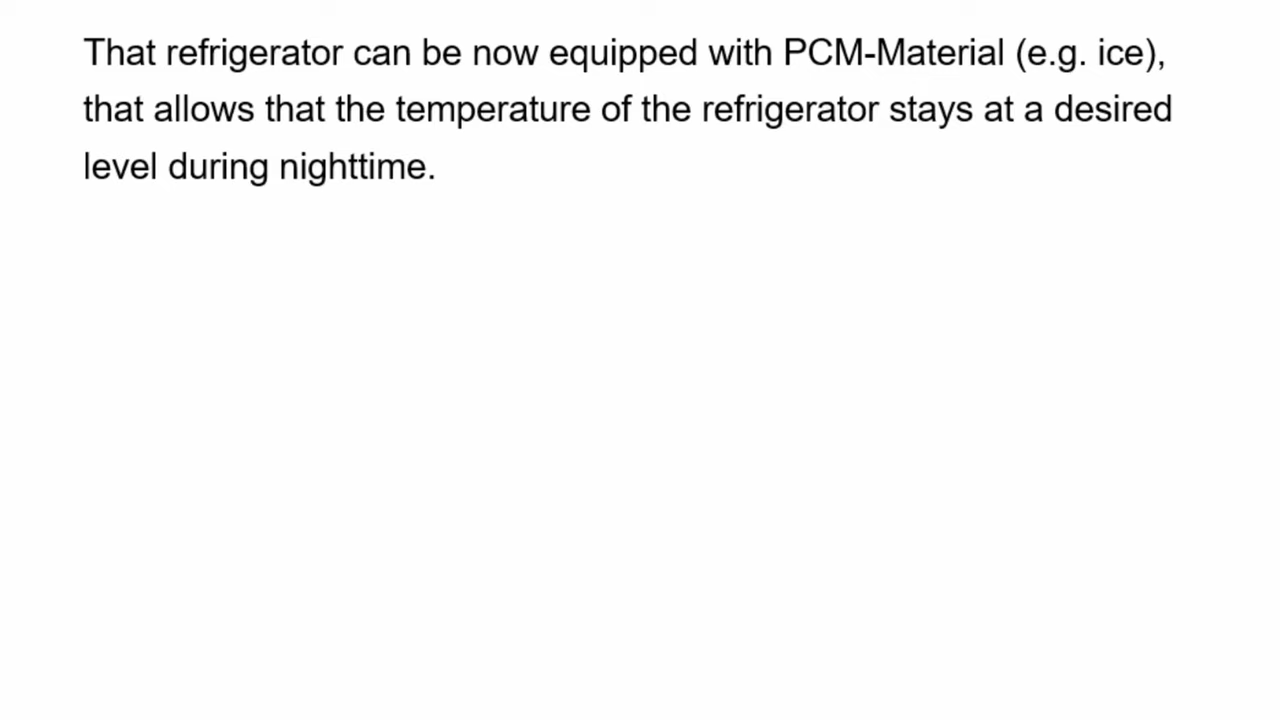 That refrigerator can be now equipped with PCM-Material (e.g. ice),
that allows that the temperature of the refrigerator stays at a desired
level during nighttime.